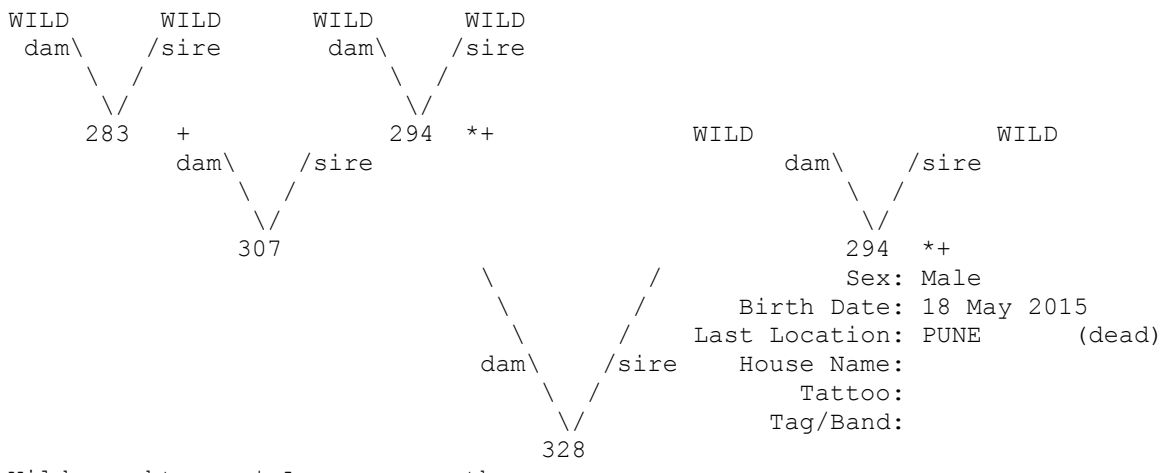 WILD WILD WILD WILD
dam\ /sire dam\ /sire
\ / \ /
\/ \/
283 + 294 *+ WILD WILD
dam\ /sire dam\ /sire
\ / \ /
\/ \/
307 294 *+
\ / Sex: Male
\ / Birth Date: 18 May 2015
\ / Last Location: PUNE (dead)
dam\ /sire House Name:
\ / Tattoo:
\/ Tag/Band:
328